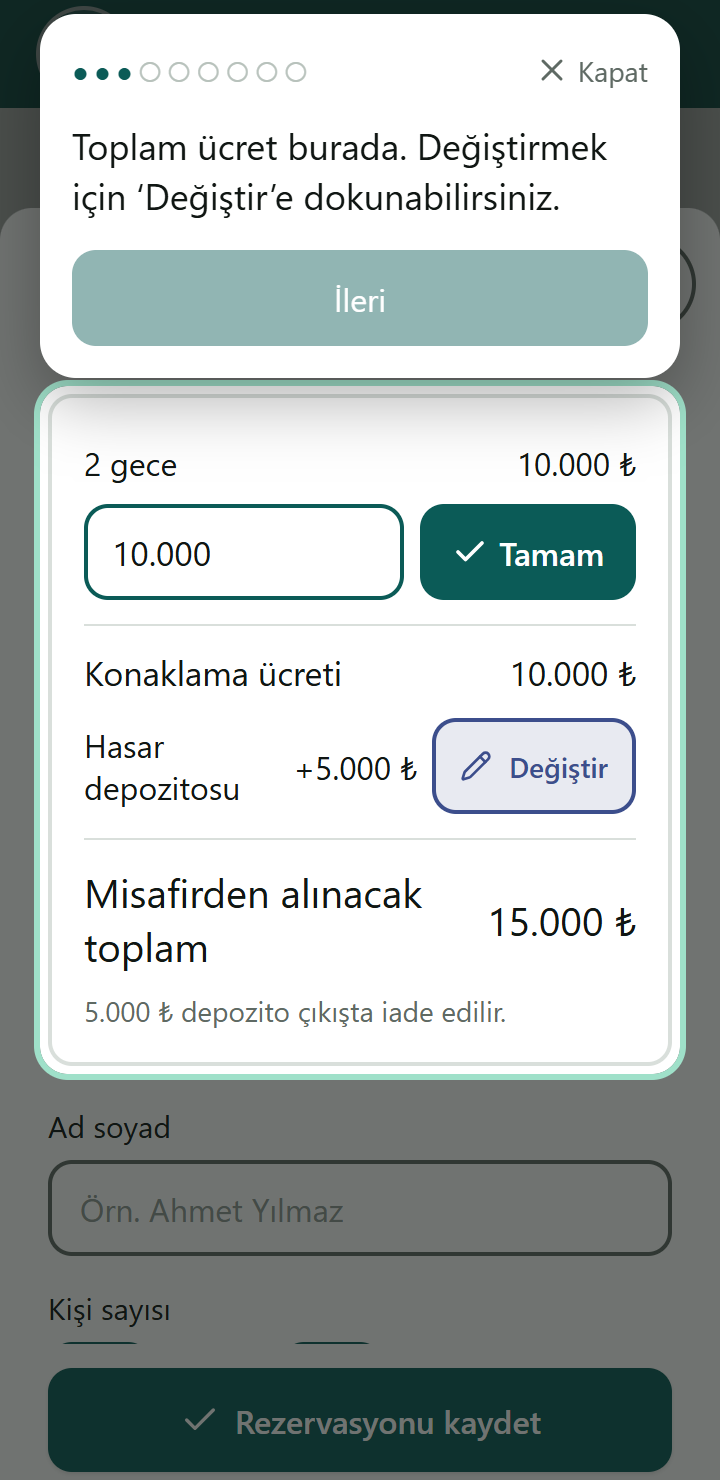 Kapat
Toplam ücret burada. Değiştirmek
için ‘Değiştir’e dokunabilirsiniz.
İleri
2 gece 10.000 ₺
10.000 Tamam
Konaklama ücreti 10.000 ₺
Hasar
depozitosu +5.000 ₺ Değiştir
Misafirden alınacak
toplam 15.000 ₺
5.000 ₺ depozito çıkışta iade edilir.
Ad soyad
Örn. Ahmet Yılmaz
Kişi sayısı
Rezervasyonu kaydet